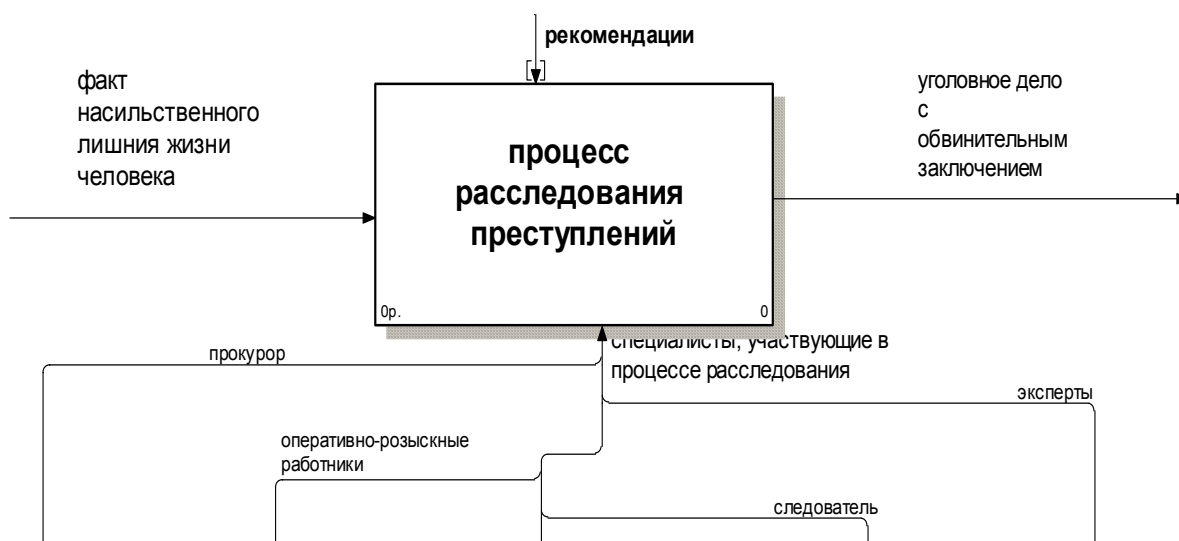 рекомендации
факт
насильственного
лишния жизни
человека
процесс
расследования
преступлений
0р.
0
уголовное дело
с
обвинительным
заключением
специалисты, участвующие в
процессе расследования
прокурор
эксперты
оперативно-розыскные
работники
следователь